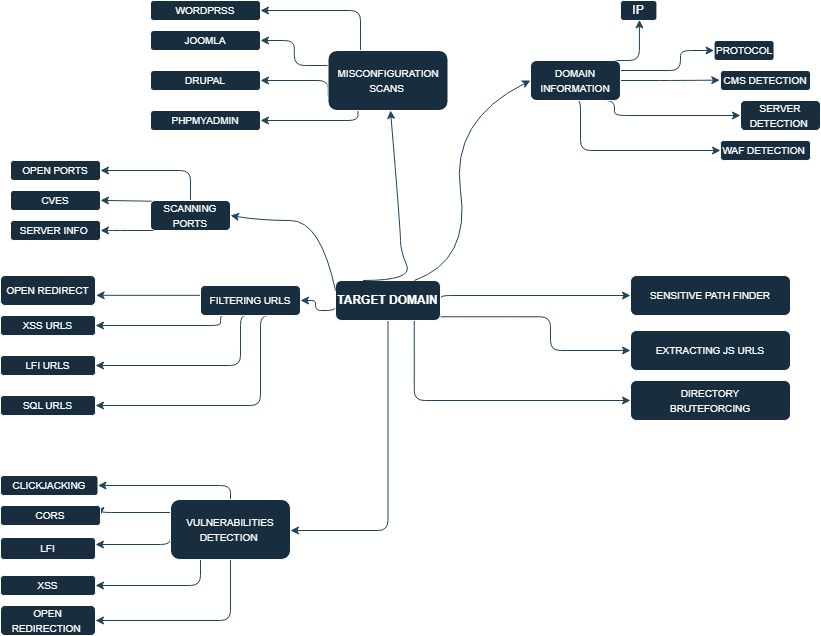 WORDPRSS
JOOMLA
DRUPAL
PHPMYADMIN
MISCONFIGURATION
SCANS
IP
PROTOCOL
CMS DETECTION
SERVER
DETECTION
WAF DETECTION
DOMAIN
INFORMATION
OPEN PORTS
CVES
SERVER INFO
SCANNING
PORTS
OPEN REDIRECT
XSS URLS
LFI URLS
SQL URLS
FILTERING URLS
TARGET DOMAIN
SENSITIVE PATH FINDER
EXTRACTING JS URLS
DIRECTORY
BRUTEFORCING
CLICKJACKING
CORS
LFI
XSS
OPEN
REDIRECTION
VULNERABILITIES
DETECTION